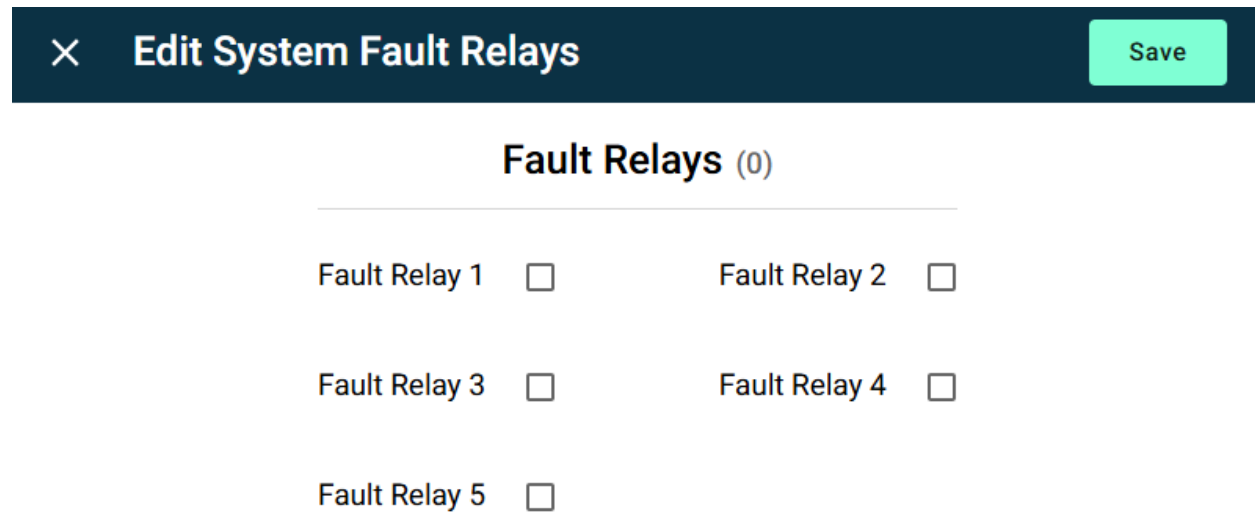 Edit System Fault Relays
Save
Fault Relays (0)
Fault Relay 1
Fault Relay 2
Fault Relay 3
Fault Relay 4
Fault Relay 5